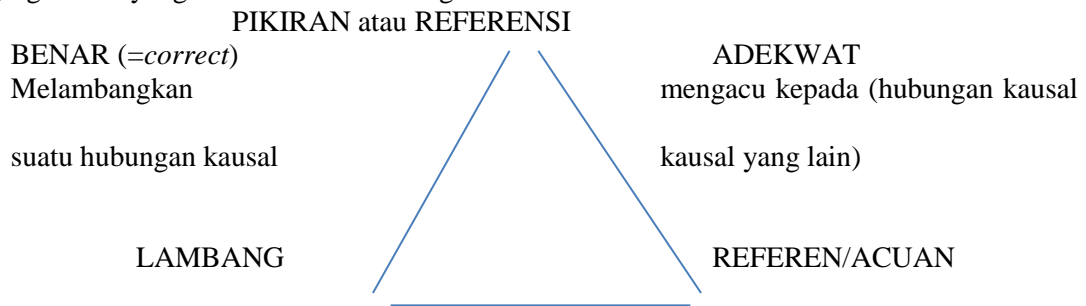 PIKIRAN atau REFERENSI
BENAR (=correct) ADEKWAT
Melambangkan mengacu kepada (hubungan kausal
suatu hubungan kausal kausal yang lain)
LAMBANG REFEREN/ACUAN